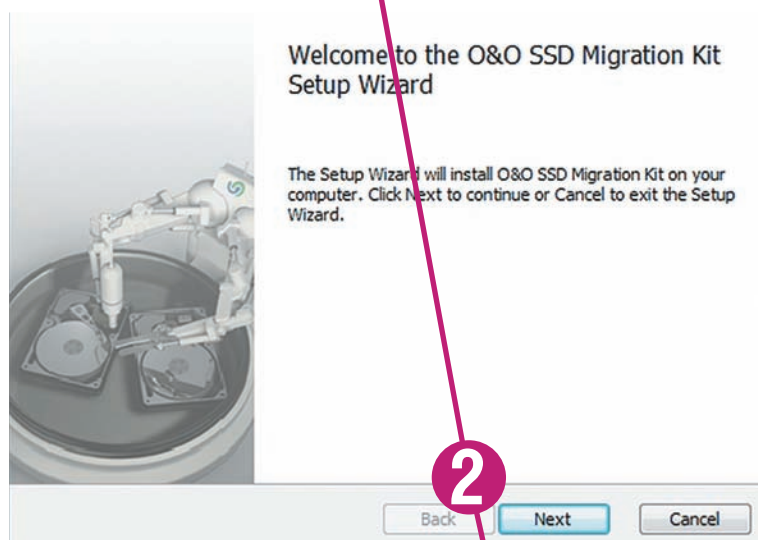 Welcome to the O&O SSD Migration Kit
Setup Wizard
The Setup Wizard will install O&O SSD Migration Kit on your
computer. Click Next to continue or Cancel to exit the Setup
Wizard.
2
Back
Next
Cancel